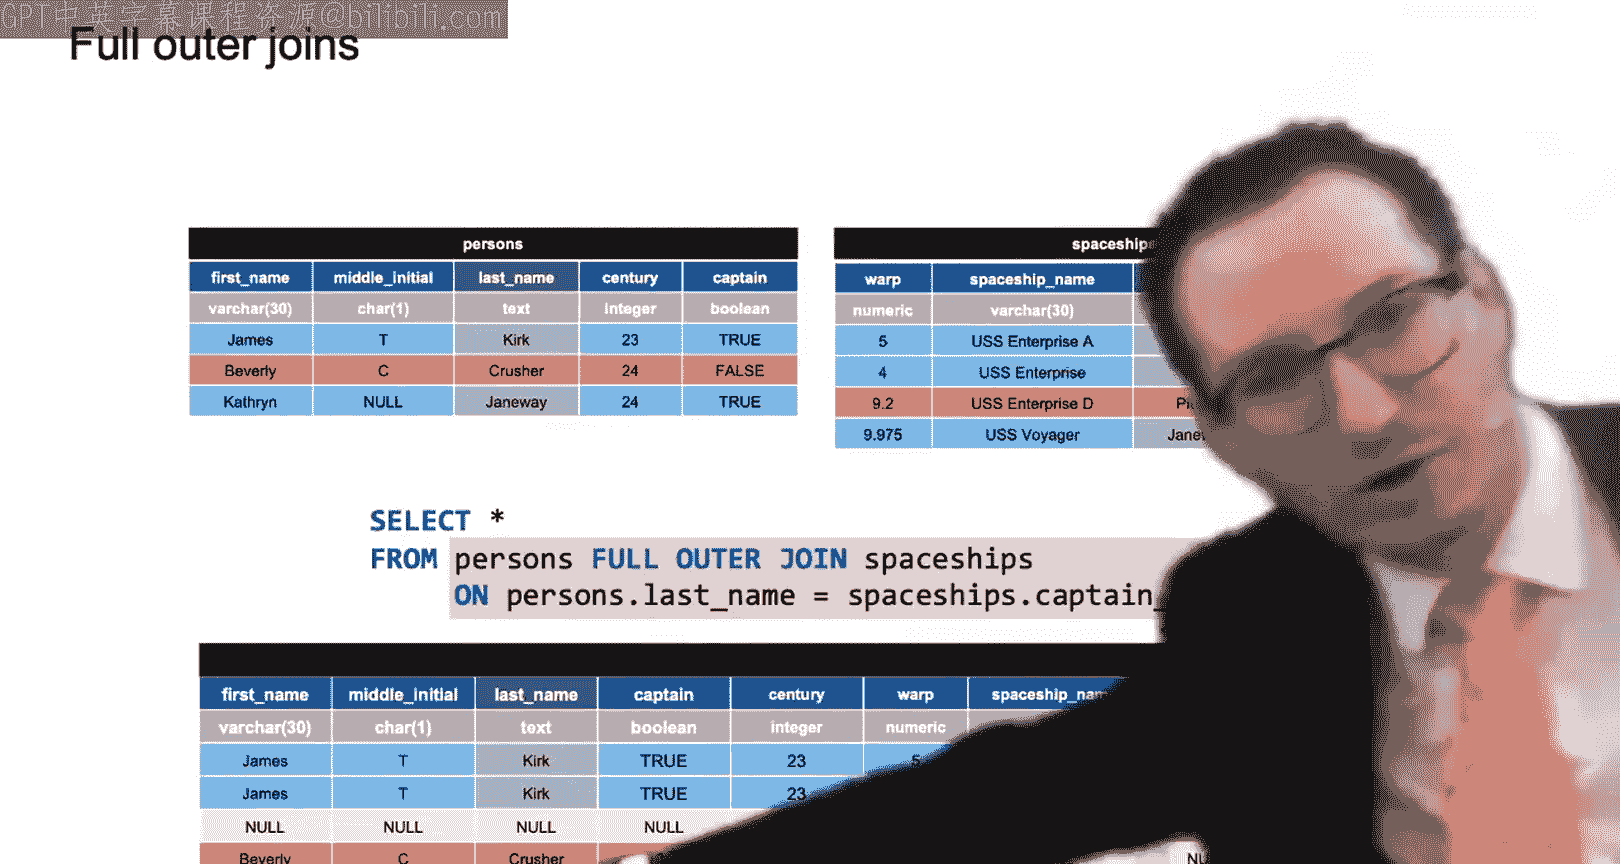 GPT中英字幕课程资源@bilibili.com
Full outer joins
persons
first_name middle_initial last_name century captain
varchar(30) char(1) text integer boolean
James T Kirk 23 TRUE
Beverly C Crusher 24 FALSE
Kathryn NULL Janeway 24 TRUE
spaceships
warp spaceship_name
numeric varchar(30)
5 USS Enterprise A
4 USS Enterprise
9.2 USS Enterprise D
9.975 USS Voyager
SELECT *
FROM persons FULL OUTER JOIN spaceships
ON persons.last_name = spaceships.captain_
first_name middle_initial last_name captain century warp
varchar(30) char(1) text boolean integer numeric
James T Kirk TRUE 23 5
James T Kirk TRUE 23
NULL NULL NULL NULL
Beverly C Crusher